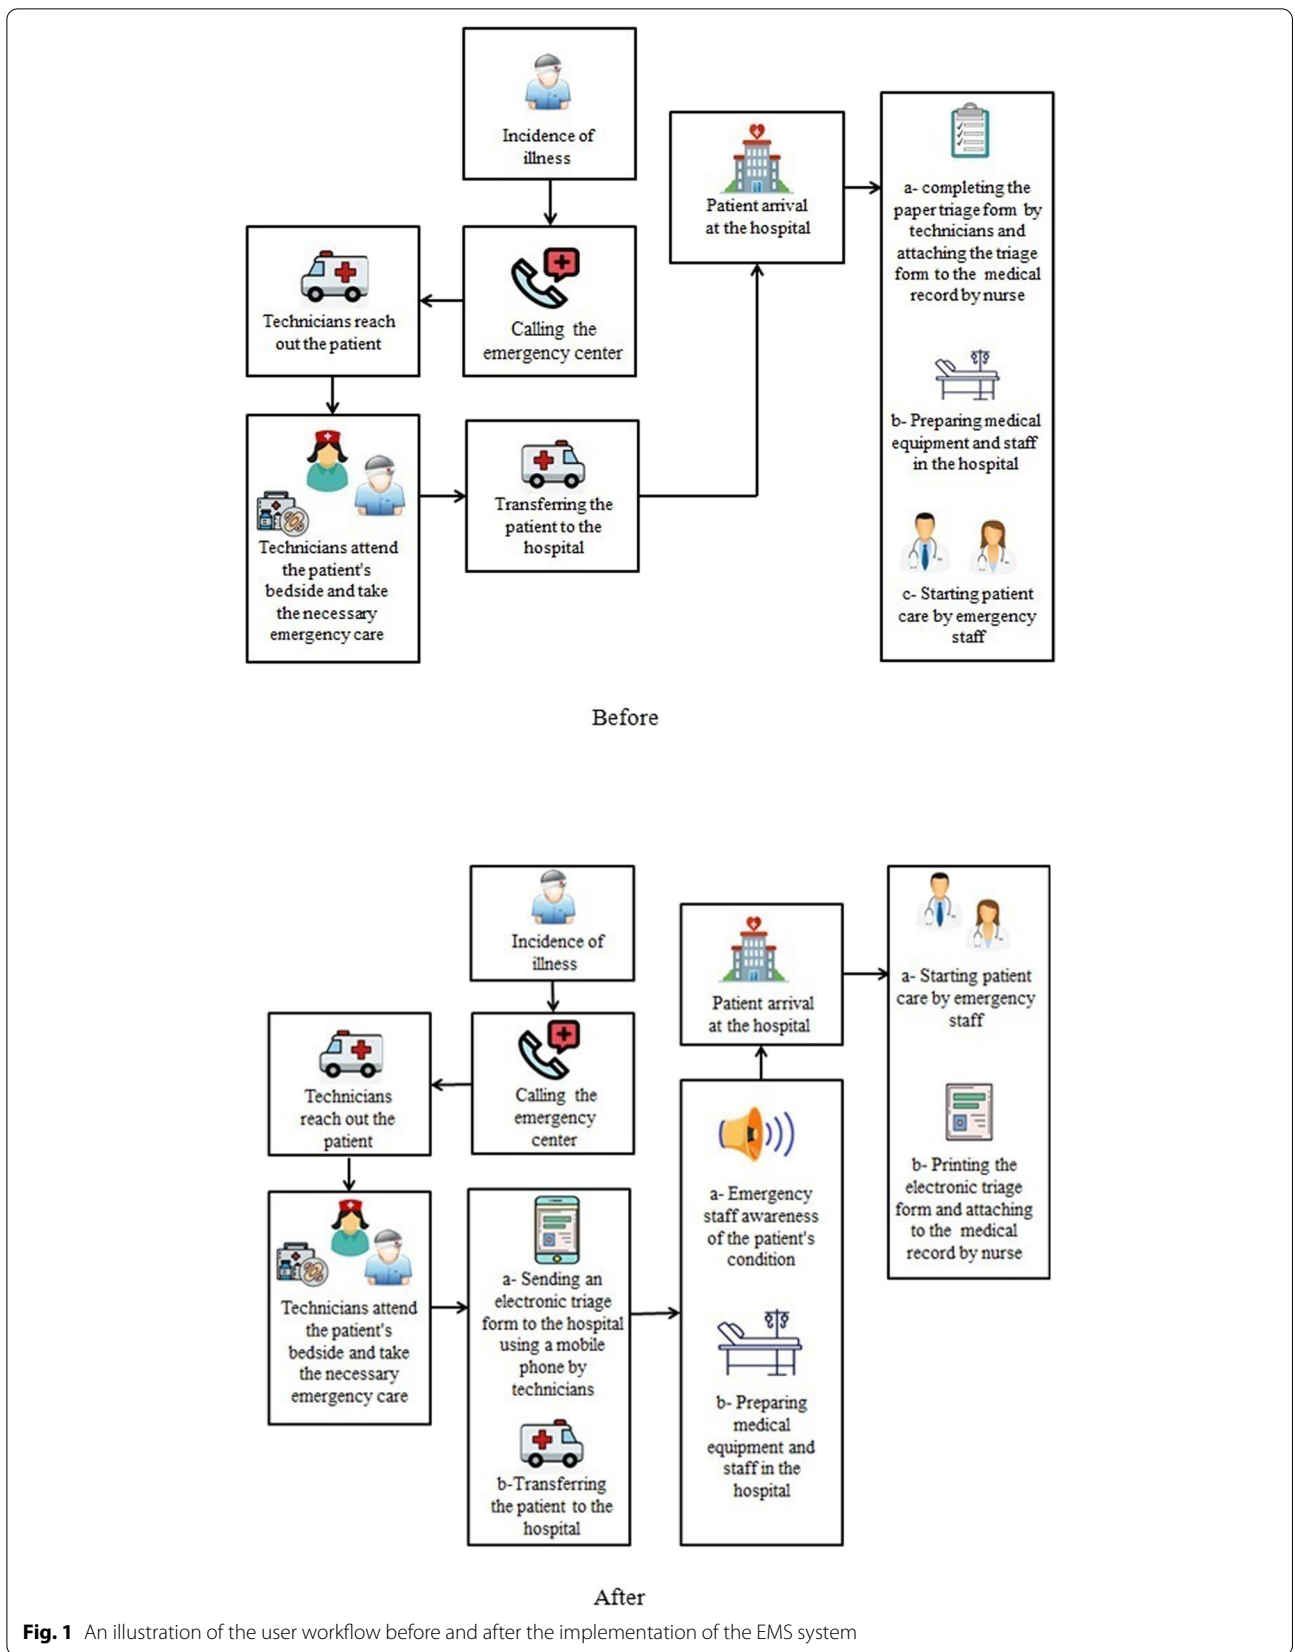 Incidence of
illness
Calling the
emergency center
Technicians reach
out the patient
Technicians attend
the patient's
bedside and take
the necessary
emergency care
Transferring the
patient to the
hospital
Patient arrival
at the hospital
a- completing the
paper triage form by
technicians and
attaching the triage
form to the medical
record by nurse
b- Preparing medical
equipment and staff
in the hospital
c- Starting patient
care by emergency
staff
Before
Incidence of
illness
Calling the
emergency
center
Technicians
reach out the
patient
Technicians attend
the patient's
bedside and take
the necessary
emergency care
a- Sending an
electronic triage
form to the hospital
using a mobile
phone by
technicians
b-Transferring
the patient to the
hospital
a- Emergency
staff awareness
of the patient's
condition
b- Preparing
medical
equipment and
staff in the
hospital
Patient arrival
at the hospital
a- Starting patient
care by emergency
staff
b- Printing the
electronic triage
form and attaching
to the medical
record by nurse
After
Fig. 1 An illustration of the user workflow before and after the implementation of the EMS system